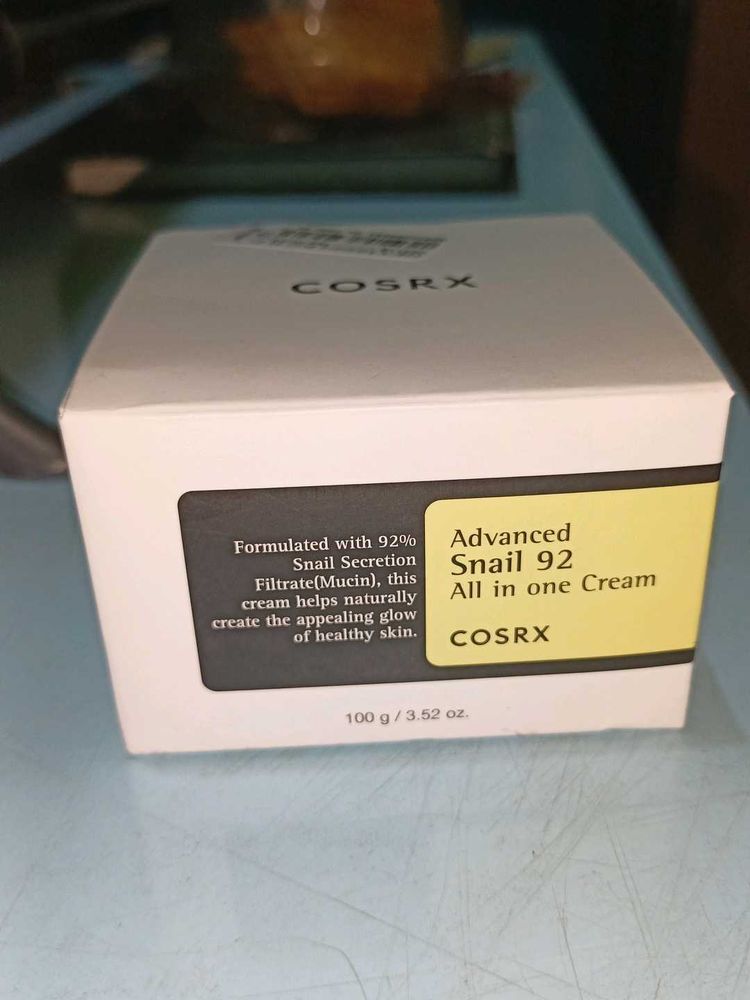 COSRX
Formulated with 92%
Snail Secretion
Filtrate(Mucin), this
cream helps naturally
create the appealing glow
of healthy skin.
Advanced
Snail 92
All in one Cream
COSRX
100 g / 3.52 oz.